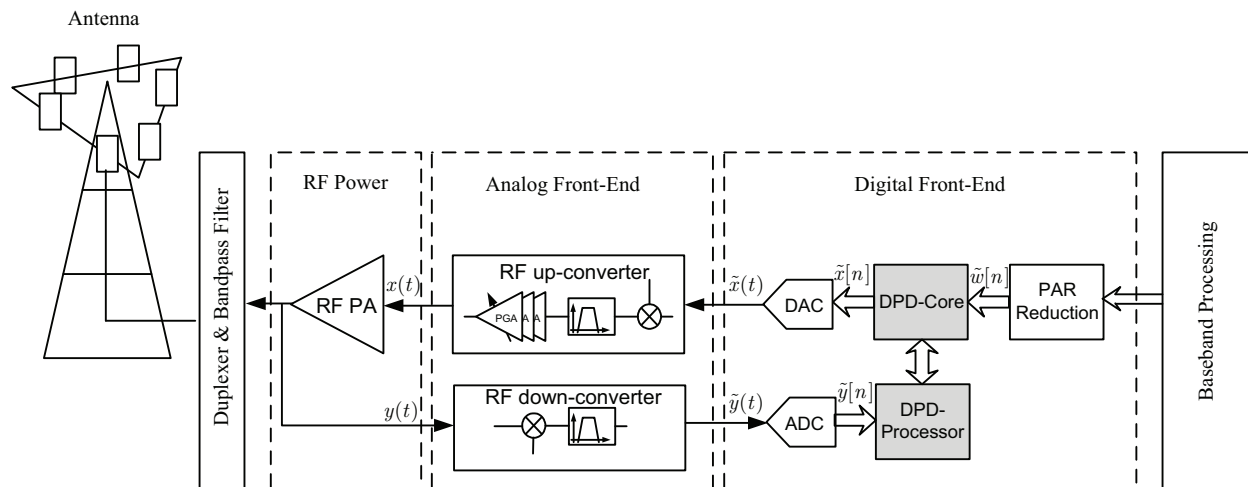 Antenna
Duplexer & Bandpass Filter
RF Power
Analog Front-End
Digital Front-End
Baseband Processing
RF PA
x(t)
RF up-converter
PGA A A
x̃(t)
DAC
x̃[n]
DPD-Core
w̃[n]
PAR
Reduction
y(t)
RF down-converter
ỹ(t)
ADC
ỹ[n]
DPD-
Processor